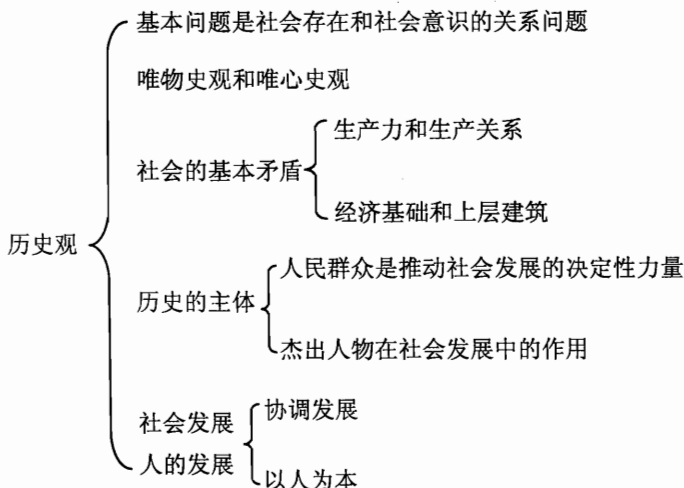 基本问题是社会存在和社会意识的关系问题
唯物史观和唯心史观
生产力和生产关系
社会的基本矛盾
经济基础和上层建筑
历史观
人民群众是推动社会发展的决定性力量
历史的主体
杰出人物在社会发展中的作用
协调发展
社会发展
人的发展
以人为本